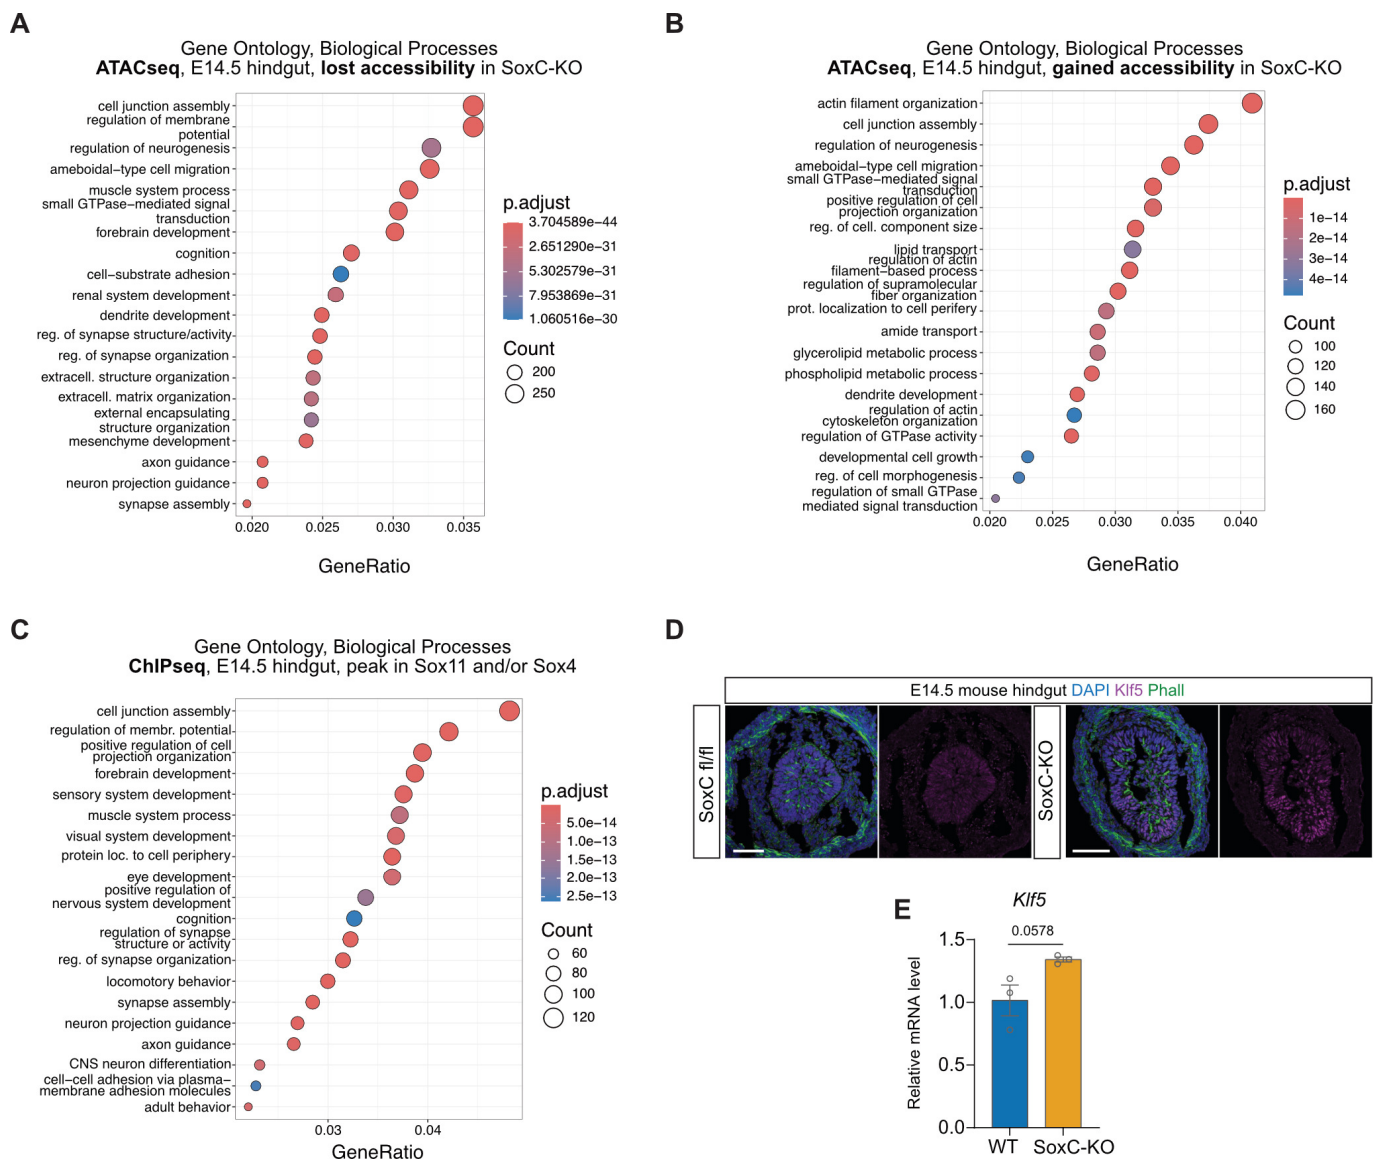 A
Gene Ontology, Biological Processes
ATACseq, E14.5 hindgut, lost accessibility in SoxC-KO
cell junction assembly
regulation of membrane
potential
regulation of neurogenesis
ameboidal−type cell migration
muscle system process
small GTPase−mediated signal
transduction
forebrain development
cognition
cell−substrate adhesion
renal system development
dendrite development
reg. of synapse structure/activity
reg. of synapse organization
extracell. structure organization
extracell. matrix organization
external encapsulating
structure organization
mesenchyme development
axon guidance
neuron projection guidance
synapse assembly
0.020
0.025
0.030
0.035
GeneRatio
p.adjust
3.704589e−44
2.651290e−31
5.302579e−31
7.953869e−31
1.060516e−30
Count
200
250
B
Gene Ontology, Biological Processes
ATACseq, E14.5 hindgut, gained accessibility in SoxC-KO
actin filament organization
cell junction assembly
regulation of neurogenesis
ameboidal−type cell migration
small GTPase−mediated signal
transduction
positive regulation of cell
projection organization
reg. of cell. component size
lipid transport
regulation of actin
filament−based process
regulation of supramolecular
fiber organization
prot. localization to cell perifery
amide transport
glycerolipid metabolic process
phospholipid metabolic process
dendrite development
regulation of actin
cytoskeleton organization
regulation of GTPase activity
developmental cell growth
reg. of cell morphogenesis
regulation of small GTPase
mediated signal transduction
0.020
0.025
0.030
0.035
0.040
GeneRatio
p.adjust
1e−14
2e−14
3e−14
4e−14
Count
100
120
140
160
C
Gene Ontology, Biological Processes
ChIPseq, E14.5 hindgut, peak in Sox11 and/or Sox4
cell junction assembly
regulation of membr. potential
positive regulation of cell
projection organization
forebrain development
sensory system development
muscle system process
visual system development
protein loc. to cell periphery
eye development
positive regulation of
nervous system development
cognition
regulation of synapse
structure or activity
reg. of synapse organization
locomotory behavior
synapse assembly
neuron projection guidance
axon guidance
CNS neuron differentiation
cell−cell adhesion via plasma−
membrane adhesion molecules
adult behavior
0.03
0.04
GeneRatio
p.adjust
5.0e−14
1.0e−13
1.5e−13
2.0e−13
2.5e−13
Count
60
80
100
120
D
E14.5 mouse hindgut DAPI Klf5 Phall
SoxC fl/fl
SoxC-KO
E
Klf5
0.0578
Relative mRNA level
1.5
1.0
0.5
0.0
WT
SoxC-KO